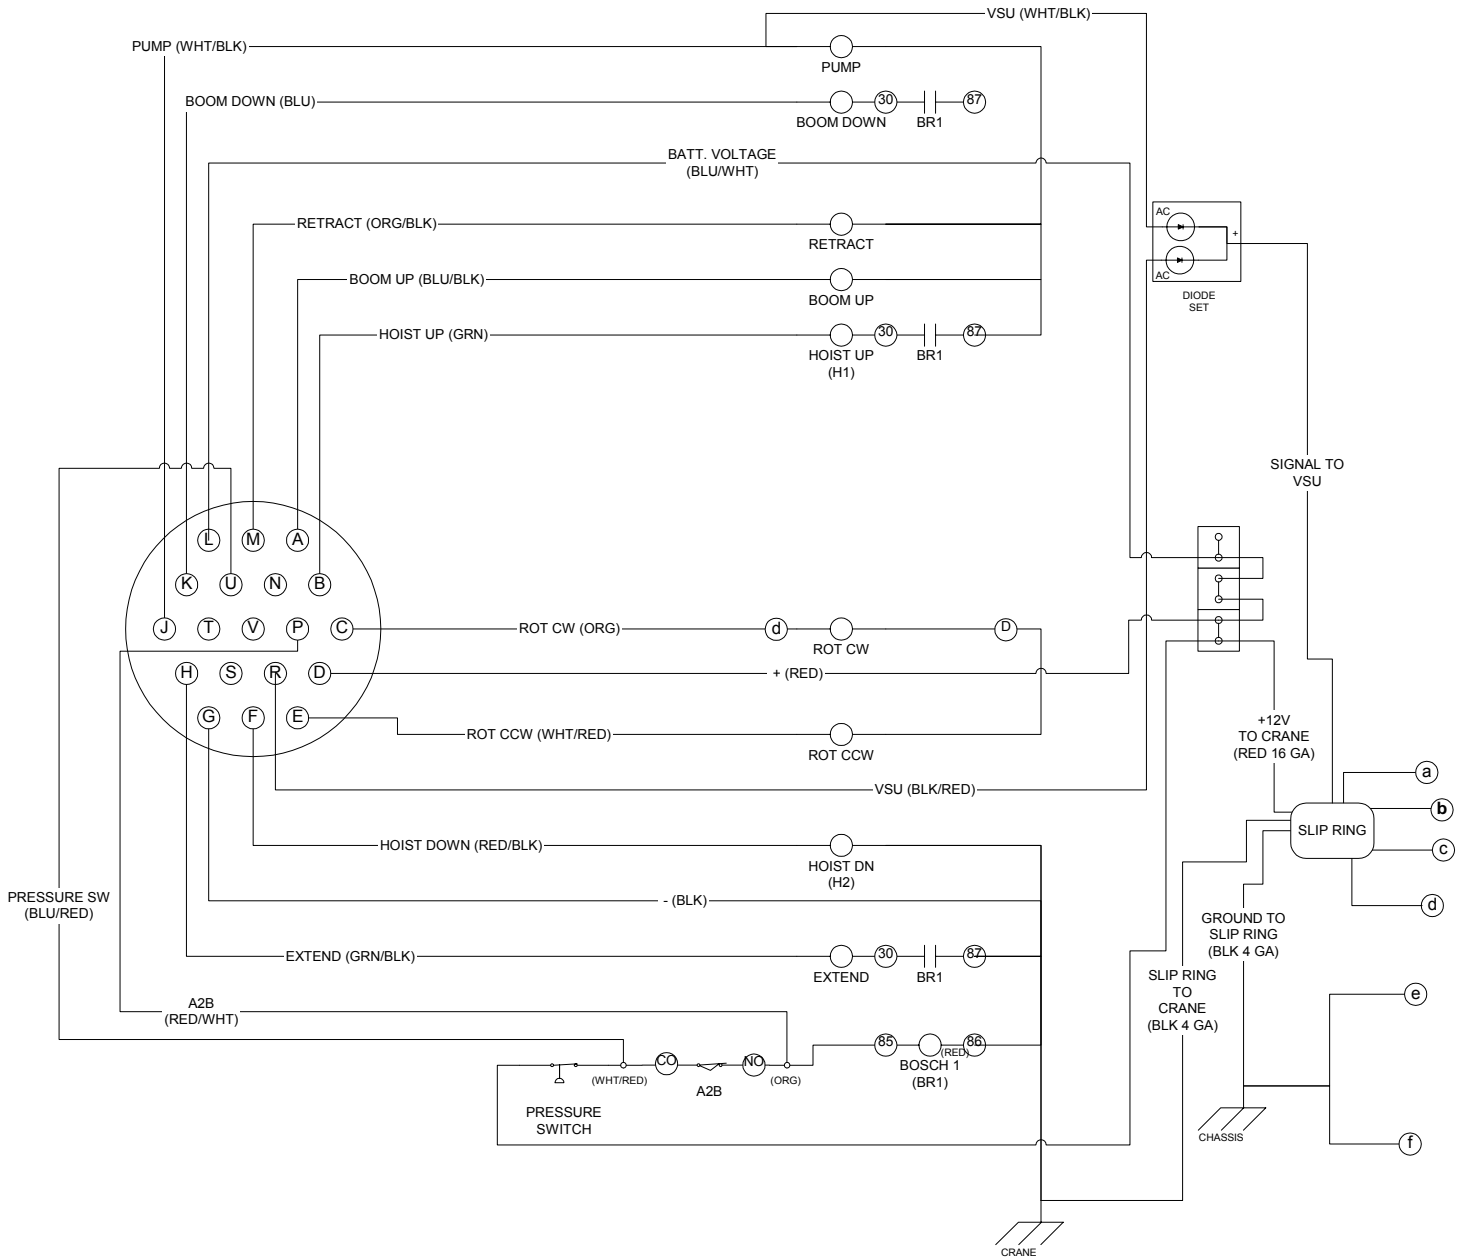 VSU (WHT/BLK)
PUMP (WHT/BLK)
PUMP
BOOM DOWN (BLU)
30
87
BOOM DOWN
BR1
BATT. VOLTAGE
(BLU/WHT)
AC
RETRACT (ORG/BLK)
RETRACT
+
AC
BOOM UP (BLU/BLK)
BOOM UP
DIODE
SET
HOIST UP (GRN)
30
87
HOIST UP
(H1)
BR1
SIGNAL TO
VSU
L
M
A
K
U
N
B
J
T
V
P
C
ROT CW (ORG)
d
D
ROT CW
H
S
R
D
+ (RED)
G
F
E
ROT CCW (WHT/RED)
ROT CCW
+12V
TO CRANE
(RED 16 GA)
VSU (BLK/RED)
a
b
SLIP RING
c
d
HOIST DOWN (RED/BLK)
HOIST DN
(H2)
PRESSURE SW
(BLU/RED)
- (BLK)
GROUND TO
SLIP RING
(BLK 4 GA)
EXTEND (GRN/BLK)
30
87
EXTEND
BR1
SLIP RING
TO
CRANE
(BLK 4 GA)
e
A2B
(RED/WHT)
85
86
(RED)
BOSCH 1
(BR1)
CO
NO
(WHT/RED)
(ORG)
A2B
PRESSURE
SWITCH
CHASSIS
f
CRANE